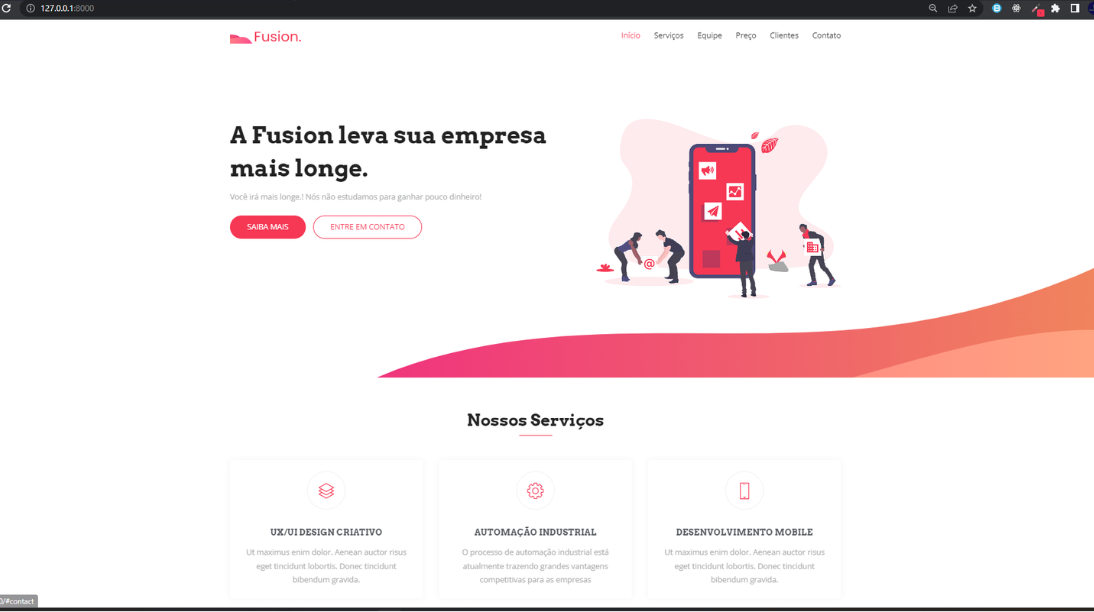 127.0.0.1:8000
Fusion.
Início Serviços Equipe Preço Clientes Contato
A Fusion leva sua empresa
mais longe.
Você irá mais longe.! Nós não estudamos para ganhar pouco dinheiro!
SAIBA MAIS ENTRE EM CONTATO
@
Nossos Serviços
UX/UI DESIGN CRIATIVO
Ut maximus enim dolor. Aenean auctor risus
eget tincidunt lobortis. Donec tincidunt
bibendum gravida.
AUTOMAÇÃO INDUSTRIAL
O processo de automação industrial está
atualmente trazendo grandes vantagens
competitivas para as empresas
DESENVOLVIMENTO MOBILE
Ut maximus enim dolor. Aenean auctor risus
eget tincidunt lobortis. Donec tincidunt
bibendum gravida.
0/#contact